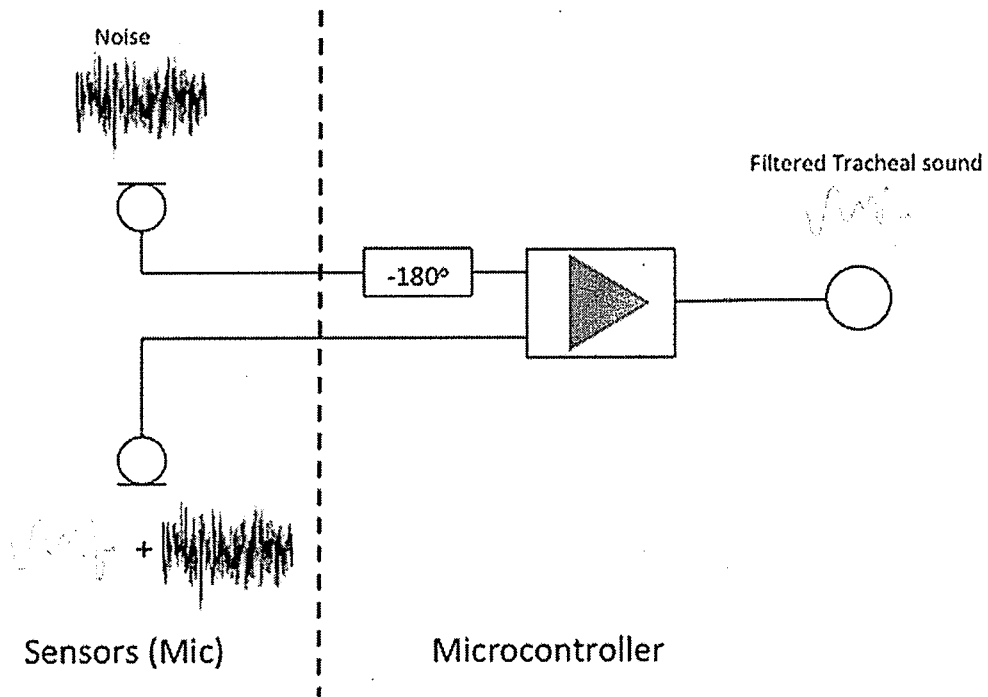 Noise
Filtered Tracheal sound
-180°
+
Sensors (Mic)
Microcontroller